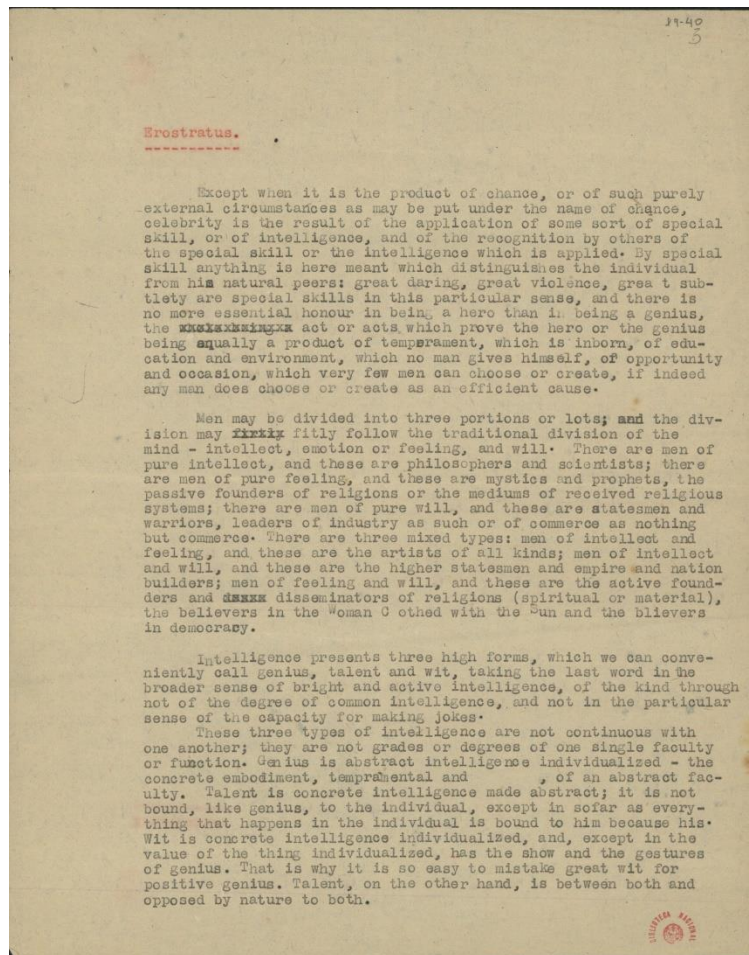 19-40
5
Erostratus.
Except when it is the product of chance, or of such purely
external circumstances as may be put under the name of chance,
celebrity is the result of the application of some sort of special
skill, or of intelligence, and of the recognition by others of
the special skill or the intelligence which is applied. By special
skill anything is here meant which distinguishes the individual
from his natural peers: great daring, great violence, grea t sub-
tlety are special skills in this particular sense, and there is
no more essential honour in being a hero than in being a genius,
the act or acts which prove the hero or the genius
being equally a product of temperament, which is inborn, of edu-
cation and environment, which no man gives himself, of opportunity
and occasion, which very few men can choose or create, if indeed
any man does choose or create as an efficient cause.
Men may be divided into three portions or lots; and the div-
ision may fitly follow the traditional division of the
mind - intellect, emotion or feeling, and will. There are men of
pure intellect, and these are philosophers and scientists; there
are men of pure feeling, and these are mystics and prophets, the
passive founders of religions or the mediums of received religious
systems; there are men of pure will, and these are statesmen and
warriors, leaders of industry as such or of commerce as nothing
but commerce. There are three mixed types: men of intellect and
feeling, and these are the artists of all kinds; men of intellect
and will, and these are the higher statesmen and empire and nation
builders; men of feeling and will, and these are the active foun-
ders and disseminators of religions (spiritual or material),
the believers in the Woman C othed with the Sun and the blievers
in democracy.
Intelligence presents three high forms, which we can conve-
niently call genius, talent and wit, taking the last word in the
broader sense of bright and active intelligence, of the kind through
not of the degree of common intelligence, and not in the particular
sense of the capacity for making jokes.
These three types of intelligence are not continuous with
one another; they are not grades or degrees of one single faculty
or function. Genius is abstract intelligence individualized - the
concrete embodiment, tempramental and , of an abstract fac-
ulty. Talent is concrete intelligence made abstract; it is not
bound, like genius, to the individual, except in sofar as every-
thing that happens in the individual is bound to him because his.
Wit is concrete intelligence individualized, and, except in the
value of the thing individualized, has the show and the gestures
of genius. That is why it is so easy to mistake great wit for
positive genius. Talent, on the other hand, is between both and
opposed by nature to both.
BIBLIOTECA NACIONAL